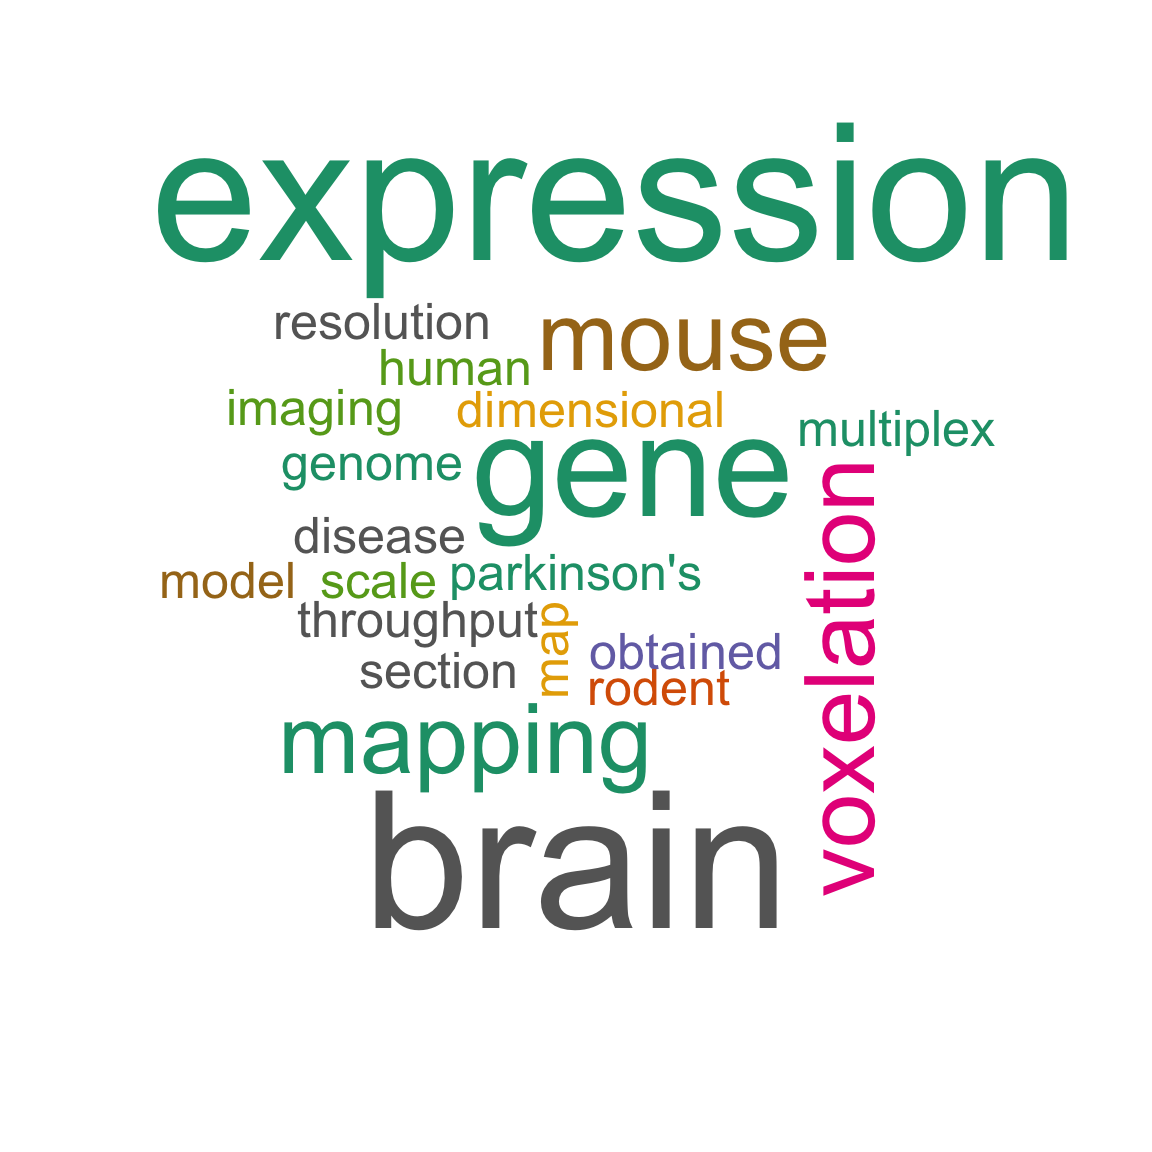 expression
resolution
mouse
human
imaging
dimensional
multiplex
genome
gene
voxelation
disease
parkinson's
model
scale
throughput
map
obtained
section
rodent
mapping
brain